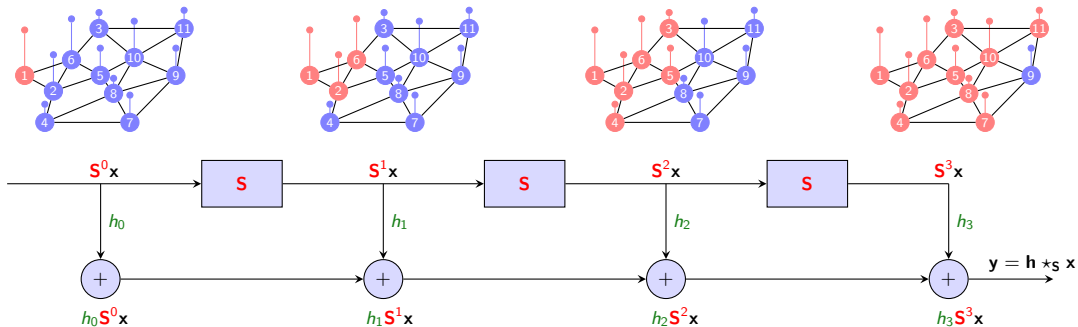 3 11 6 10 1 5 9 2 8 4 7
3 11 6 10 1 5 9 2 8 4 7
3 11 6 10 1 5 9 2 8 4 7
3 11 6 10 1 5 9 2 8 4 7
S⁰x S¹x S²x S³x
S S S
h₀ h₁ h₂ h₃
y = h ⋆_S x
+ + + +
h₀S⁰x h₁S¹x h₂S²x h₃S³x